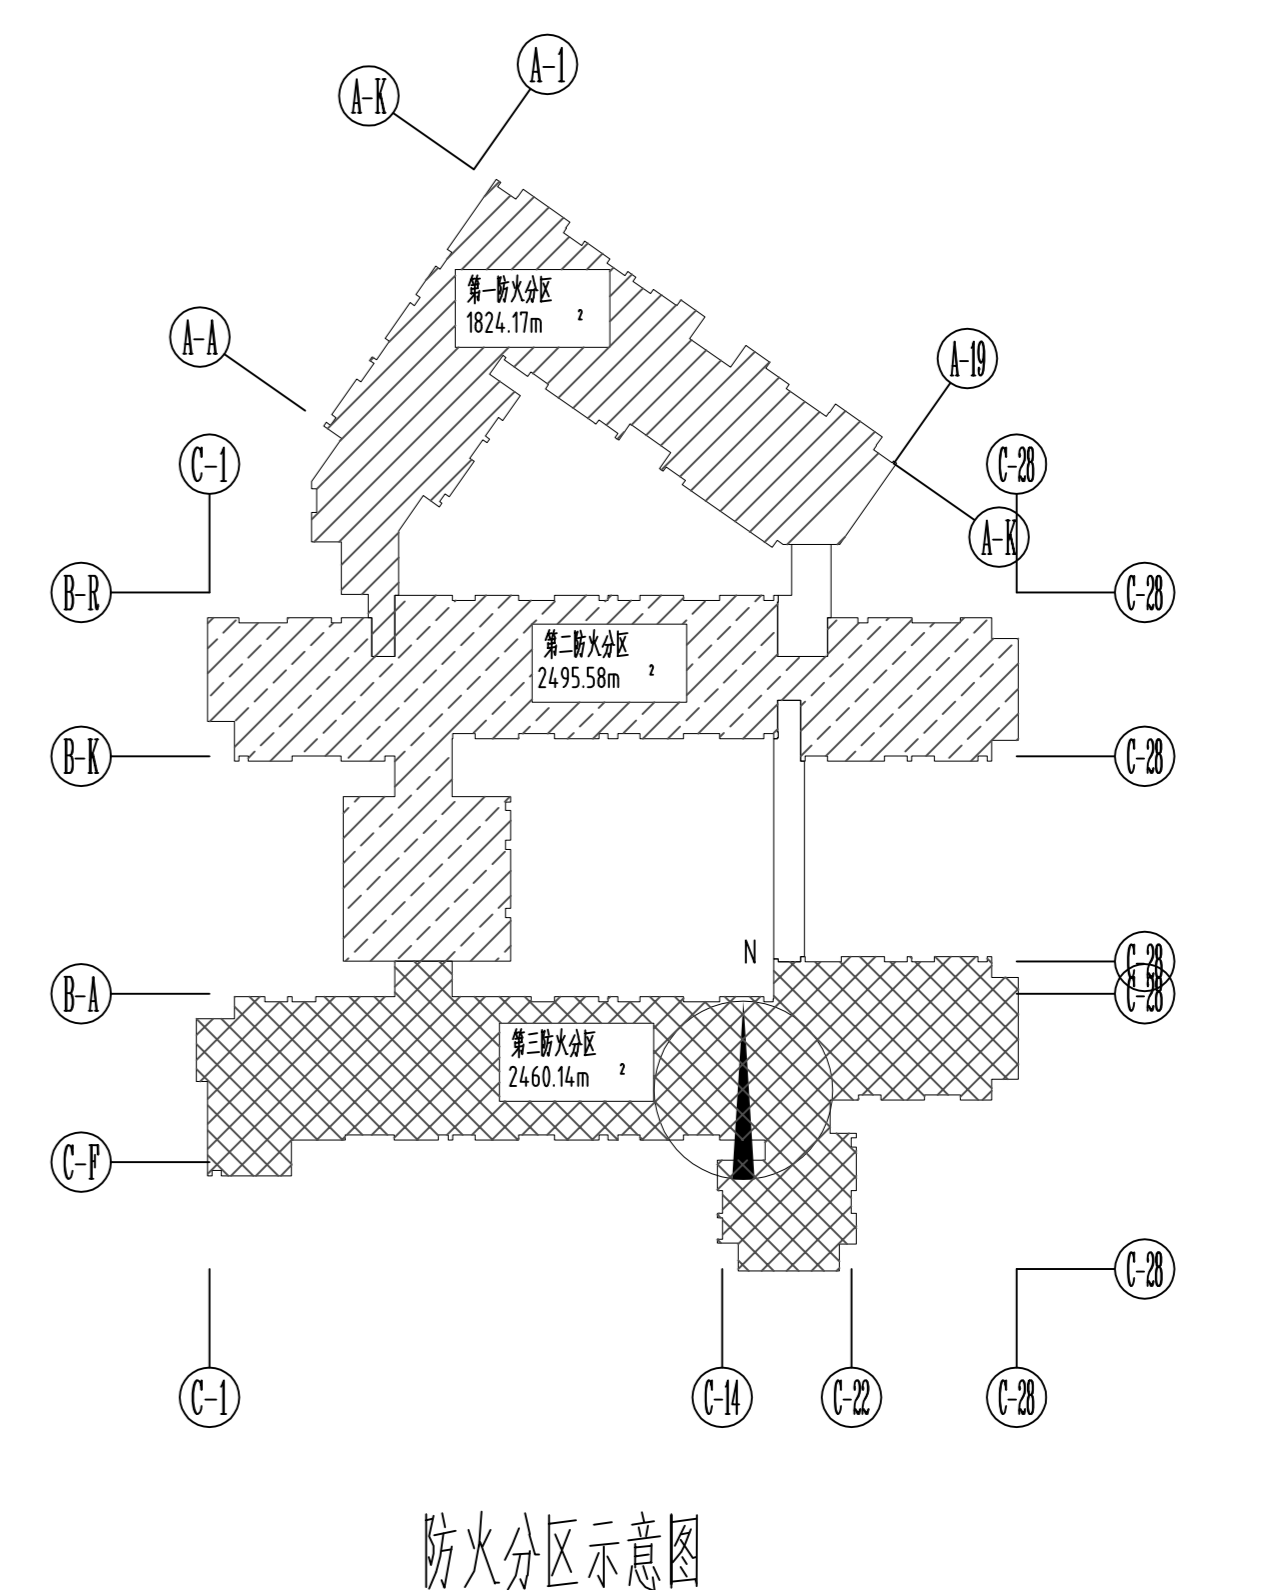 A-1
A-K
第一防火分区
1824.17m²
A-A
A-19
C-1
C-28
A-K
B-R
C-28
第二防火分区
2495.58m²
B-K
C-28
N
C-28
B-A
C-28
第三防火分区
2460.14m²
C-F
C-28
C-1
C-14
C-22
C-28
防火分区示意图